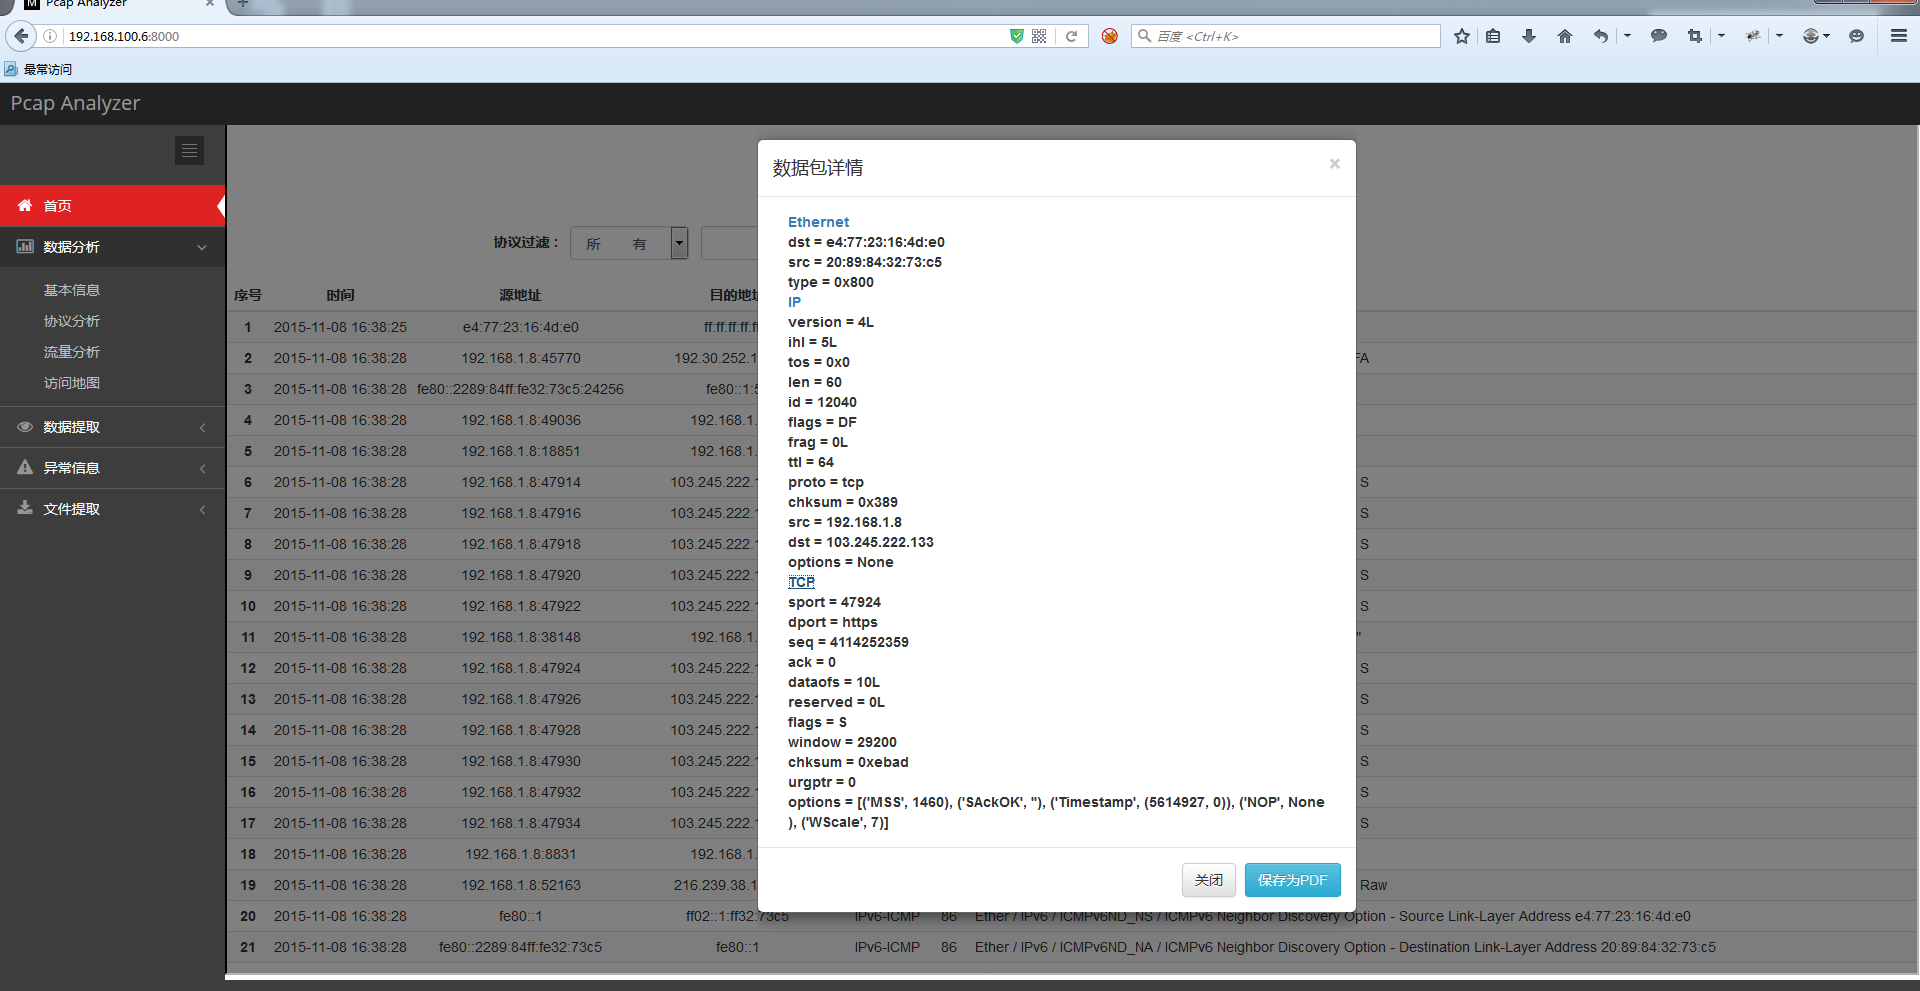 Pcap Analyzer
192.168.100.6:8000
百度 <Ctrl+K>
最常访问
Pcap Analyzer
首页
数据分析
基本信息
协议分析
流量分析
访问地图
数据提取
异常信息
文件提取
协议过滤：
所 有
序号 时间 源地址 目的地
1 2015-11-08 16:38:25 e4:77:23:16:4d:e0 ff:ff:ff:ff:f
2 2015-11-08 16:38:28 192.168.1.8:45770 192.30.252.1 FA
3 2015-11-08 16:38:28 fe80::2289:84ff:fe32:73c5:24256 fe80::1:5
4 2015-11-08 16:38:28 192.168.1.8:49036 192.168.1.
5 2015-11-08 16:38:28 192.168.1.8:18851 192.168.1.
6 2015-11-08 16:38:28 192.168.1.8:47914 103.245.222.1 S
7 2015-11-08 16:38:28 192.168.1.8:47916 103.245.222.1 S
8 2015-11-08 16:38:28 192.168.1.8:47918 103.245.222.1 S
9 2015-11-08 16:38:28 192.168.1.8:47920 103.245.222.1 S
10 2015-11-08 16:38:28 192.168.1.8:47922 103.245.222.1 S
11 2015-11-08 16:38:28 192.168.1.8:38148 192.168.1. "
12 2015-11-08 16:38:28 192.168.1.8:47924 103.245.222.1 S
13 2015-11-08 16:38:28 192.168.1.8:47926 103.245.222.1 S
14 2015-11-08 16:38:28 192.168.1.8:47928 103.245.222.1 S
15 2015-11-08 16:38:28 192.168.1.8:47930 103.245.222.1 S
16 2015-11-08 16:38:28 192.168.1.8:47932 103.245.222.1 S
17 2015-11-08 16:38:28 192.168.1.8:47934 103.245.222.1 S
18 2015-11-08 16:38:28 192.168.1.8:8831 192.168.1.
19 2015-11-08 16:38:28 192.168.1.8:52163 216.239.38.1 Raw
20 2015-11-08 16:38:28 fe80::1 ff02::1:ff32:73c5 IPv6-ICMP 86 Ether / IPv6 / ICMPv6ND_NS / ICMPv6 Neighbor Discovery Option - Source Link-Layer Address e4:77:23:16:4d:e0
21 2015-11-08 16:38:28 fe80::2289:84ff:fe32:73c5 fe80::1 IPv6-ICMP 86 Ether / IPv6 / ICMPv6ND_NA / ICMPv6 Neighbor Discovery Option - Destination Link-Layer Address 20:89:84:32:73:c5
数据包详情
×
Ethernet
dst = e4:77:23:16:4d:e0
src = 20:89:84:32:73:c5
type = 0x800
IP
version = 4L
ihl = 5L
tos = 0x0
len = 60
id = 12040
flags = DF
frag = 0L
ttl = 64
proto = tcp
chksum = 0x389
src = 192.168.1.8
dst = 103.245.222.133
options = None
TCP
sport = 47924
dport = https
seq = 4114252359
ack = 0
dataofs = 10L
reserved = 0L
flags = S
window = 29200
chksum = 0xebad
urgptr = 0
options = [('MSS', 1460), ('SAckOK', ''), ('Timestamp', (5614927, 0)), ('NOP', None
), ('WScale', 7)]
关闭
保存为PDF